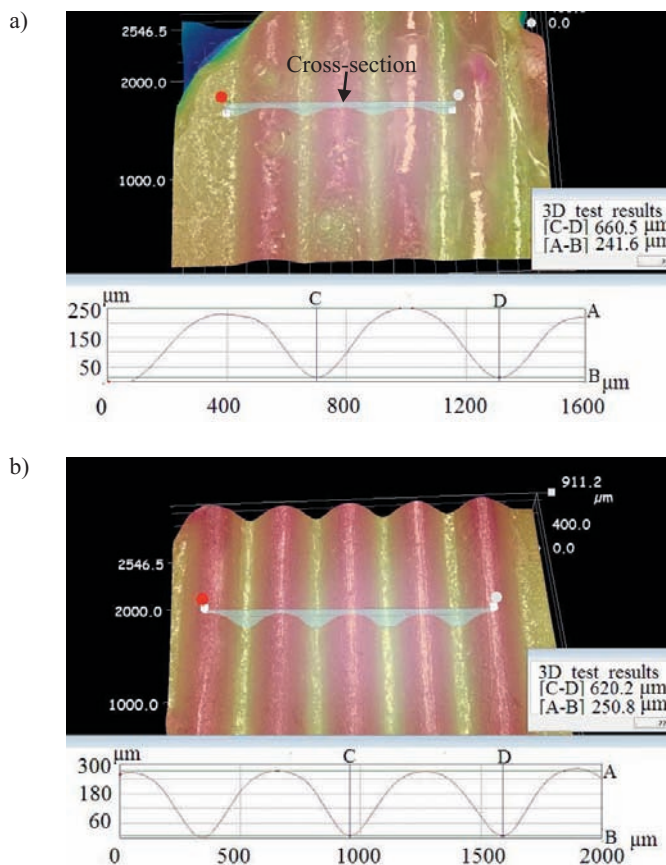 a)
2546.5
0.0
2000.0
Cross-section
1000.0
3D test results
[C-D] 660.5 μm
[A-B] 241.6 μm
μm
C
D
250
A
150
50
B
μm
0
400
800
1200
1600
b)
911.2
μm
400.0
0.0
2546.5
2000.0
1000.0
3D test results
[C-D] 620.2 μm
[A-B] 250.8 μm
μm
C
D
300
A
180
60
B
μm
0
500
1000
1500
2000